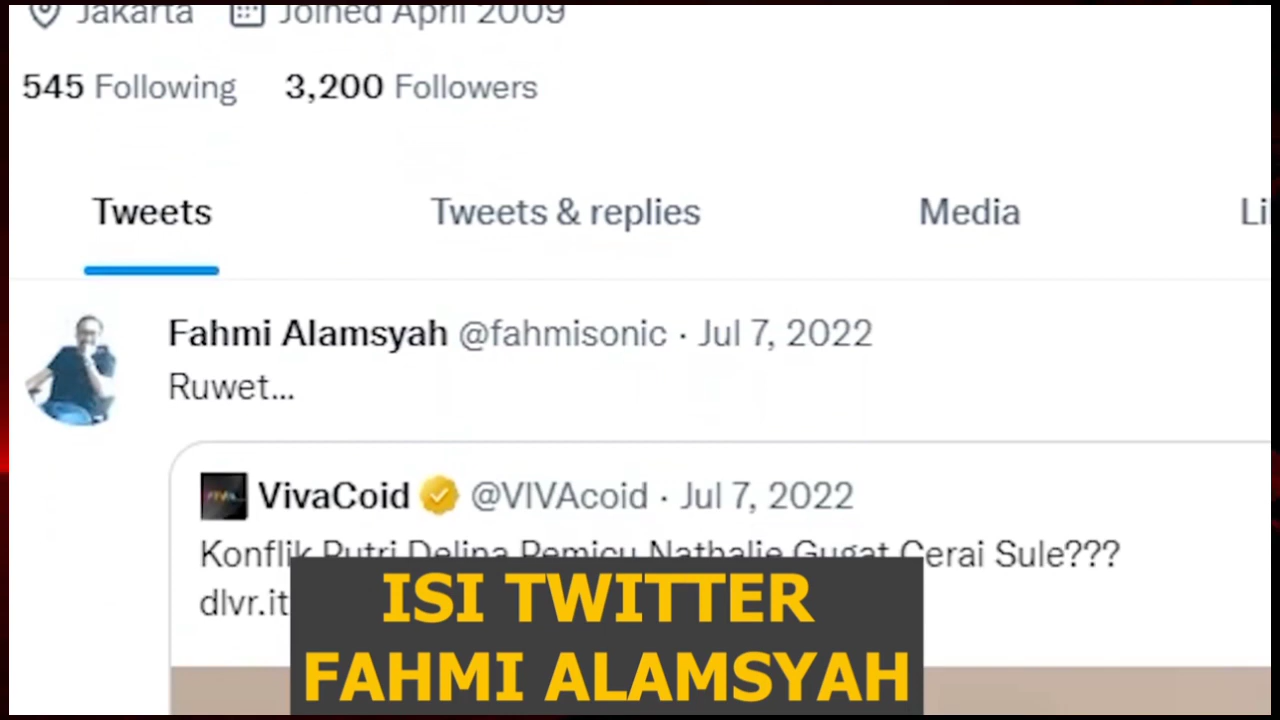 Jakarta Joined April 2009
545 Following 3,200 Followers
Tweets Tweets & replies Media Li
Fahmi Alamsyah @fahmisonic · Jul 7, 2022
Ruwet...
VivaCoid @VIVAcoid · Jul 7, 2022
Konflik Putri Delina Pemicu Nathalie Gugat Cerai Sule???
dlvr.it
ISI TWITTER
FAHMI ALAMSYAH